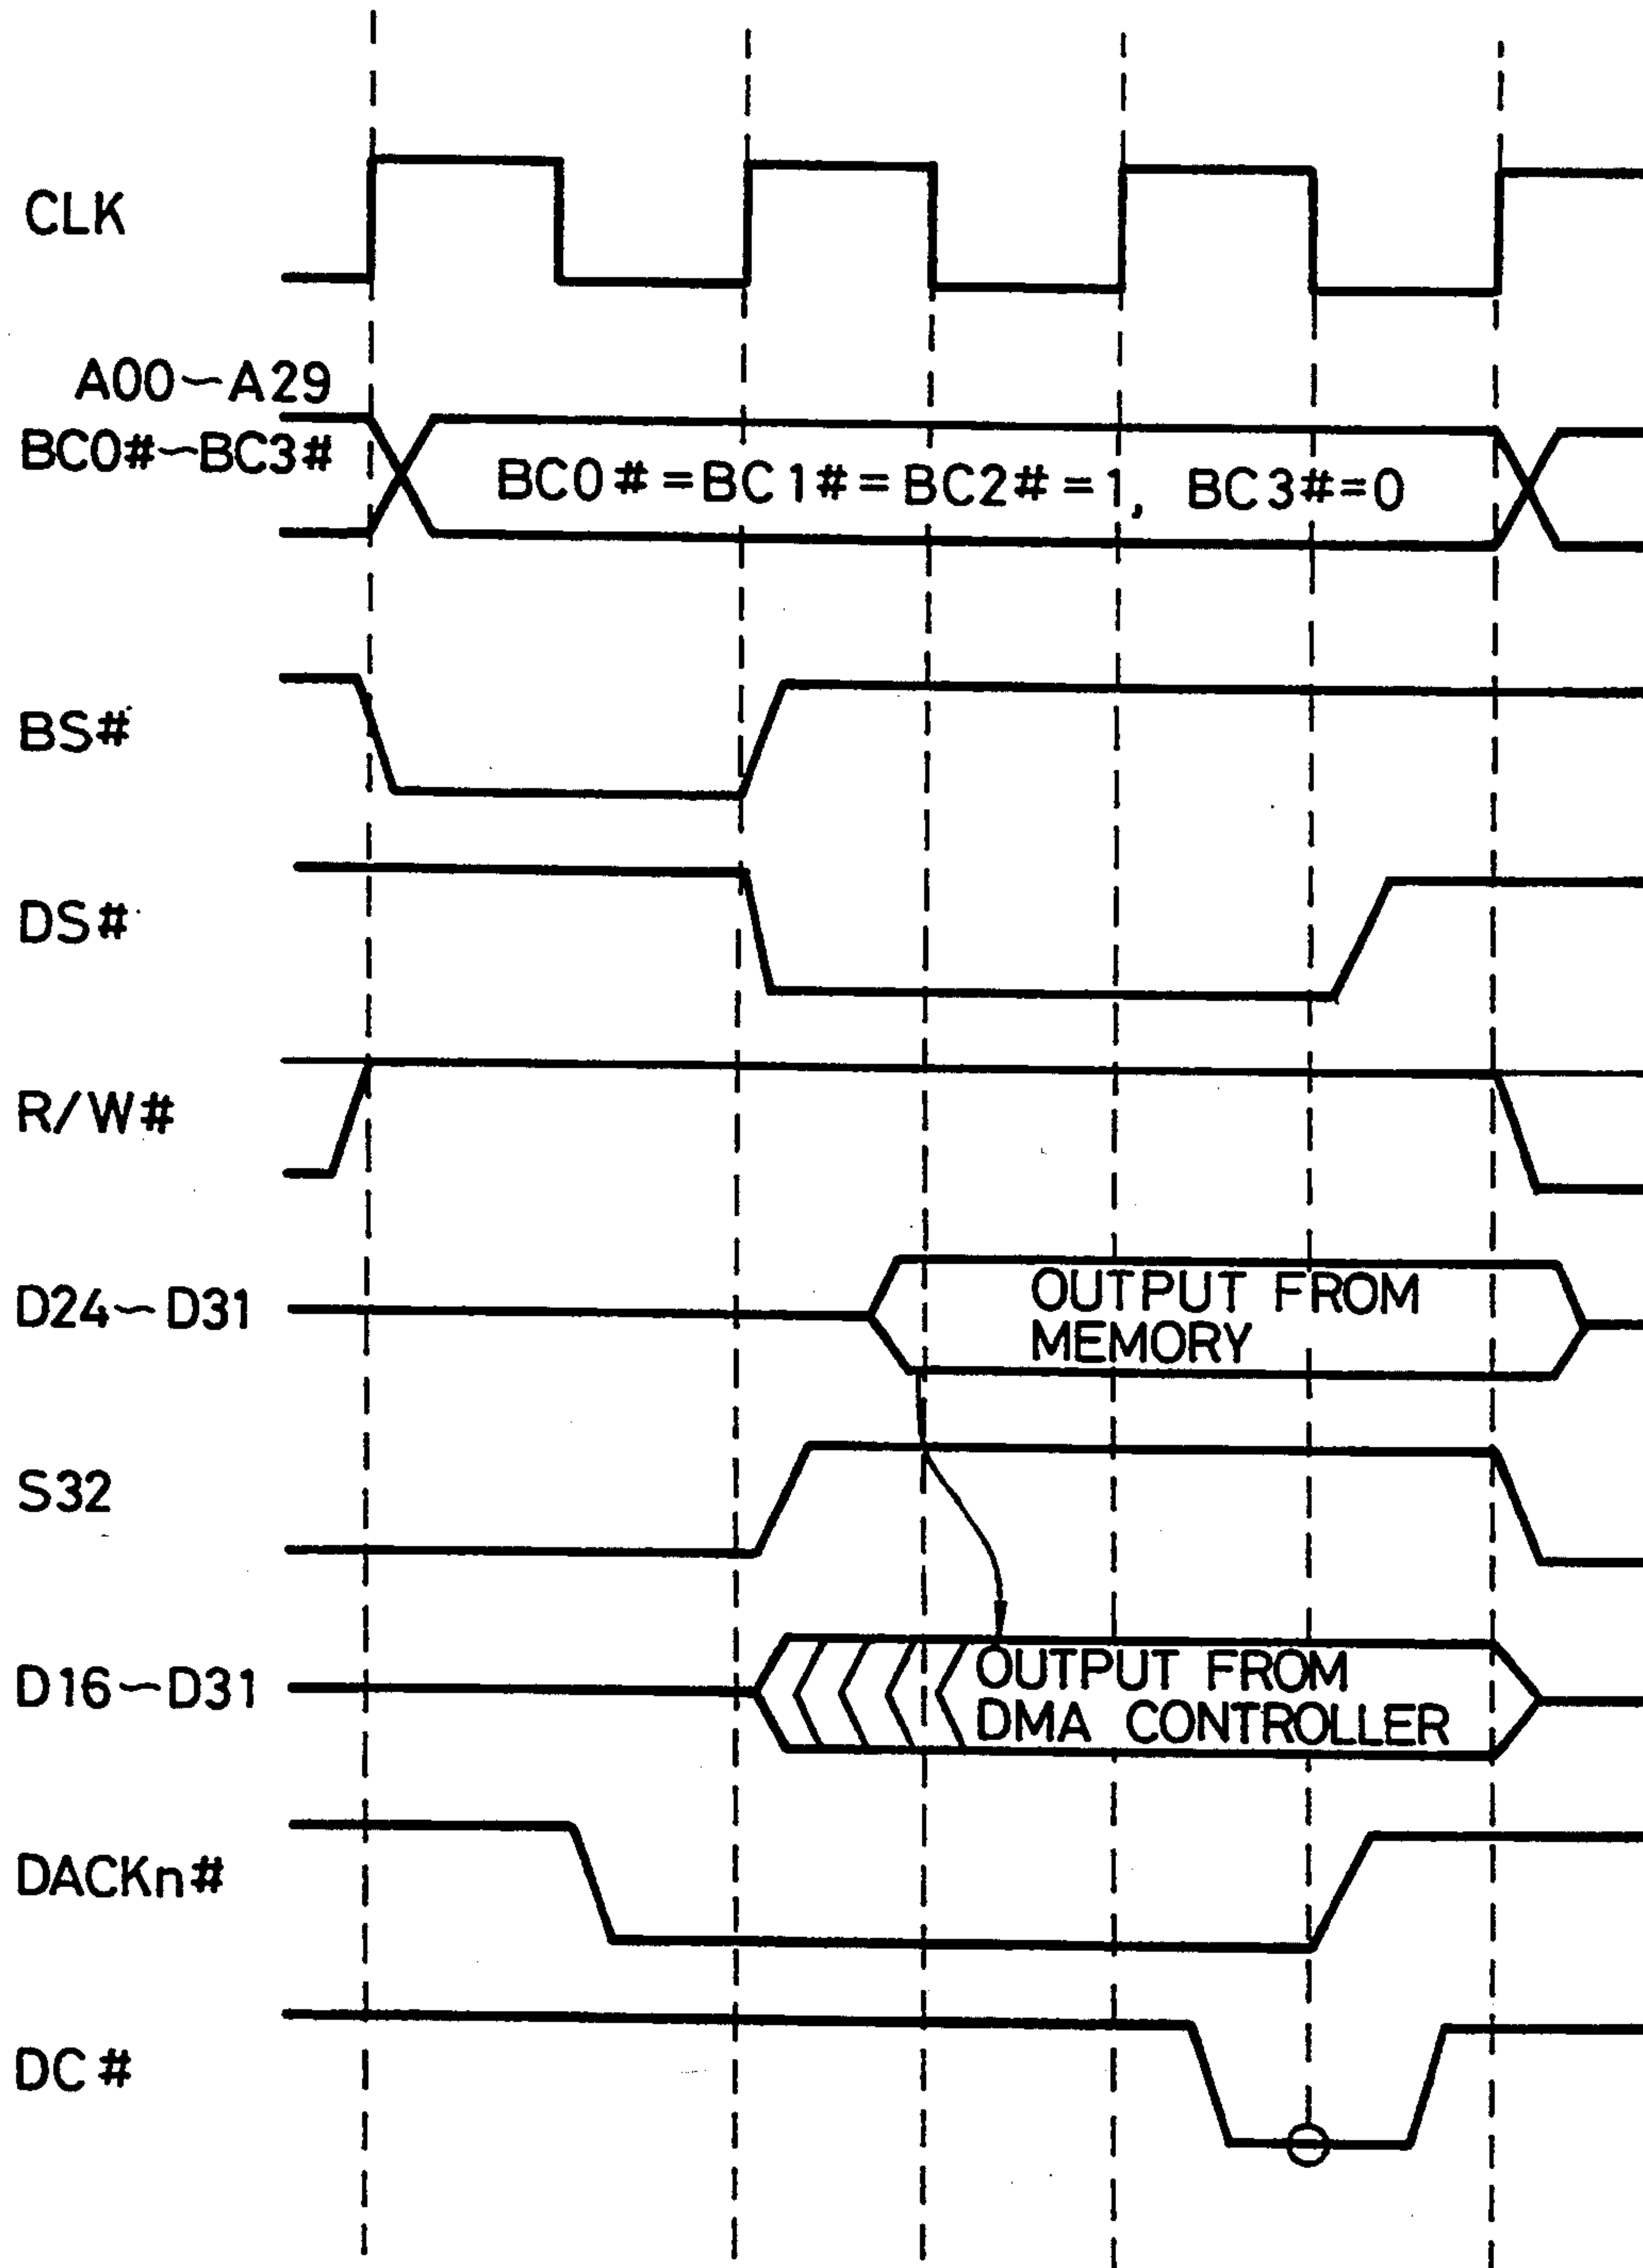 CLK
A00~A29
BC0#~BC3#
BC0#=BC1#=BC2#=1, BC3#=0
BS#
DS#
R/W#
D24~D31
OUTPUT FROM
MEMORY
S32
D16~D31
OUTPUT FROM
DMA CONTROLLER
DACKn#
DC#